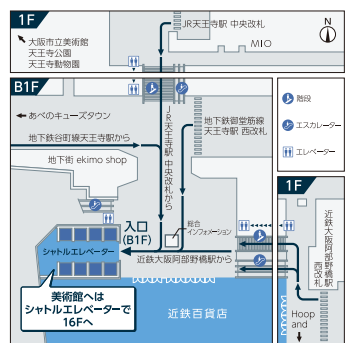 1F
JR天王寺駅 中央改札
大阪市立美術館
天王寺公園
天王寺動物園
MIO
N
B1F
あべのキューズタウン
地下鉄谷町線天王寺駅から
地下街 ekimo shop
JR天王寺駅 中央改札から
地下鉄御堂筋線
天王寺駅 西改札
階段
エスカレーター
エレベーター
入口
(B1F)
総合
インフォメーション
シャトルエレベーター
近鉄大阪阿部野橋駅から
美術館へは
シャトルエレベーターで
16Fへ
近鉄百貨店
1F
近鉄大阪阿部野橋駅
西改札
Hoop
and